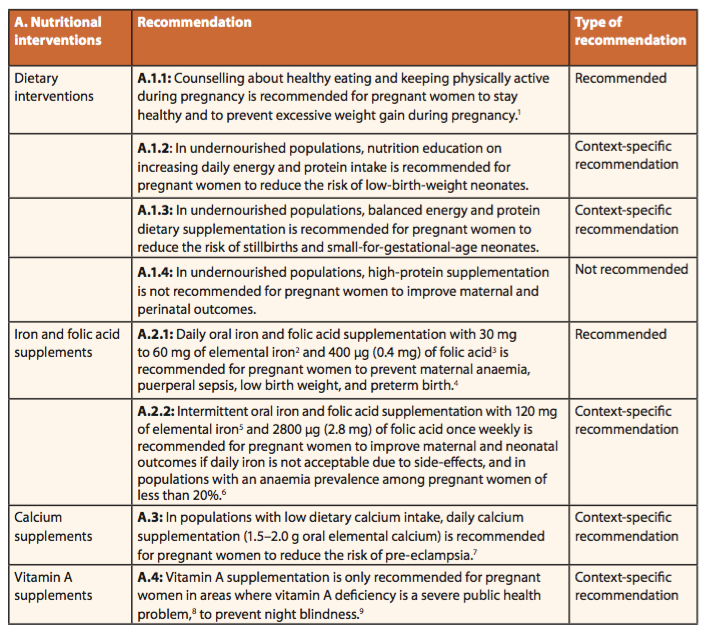 A. Nutritional
interventions
Recommendation
Type of
recommendation
Dietary
interventions
A.1.1: Counselling about healthy eating and keeping physically active
during pregnancy is recommended for pregnant women to stay
healthy and to prevent excessive weight gain during pregnancy.¹
Recommended
A.1.2: In undernourished populations, nutrition education on
increasing daily energy and protein intake is recommended for
pregnant women to reduce the risk of low-birth-weight neonates.
Context-specific
recommendation
A.1.3: In undernourished populations, balanced energy and protein
dietary supplementation is recommended for pregnant women to
reduce the risk of stillbirths and small-for-gestational-age neonates.
Context-specific
recommendation
A.1.4: In undernourished populations, high-protein supplementation
is not recommended for pregnant women to improve maternal and
perinatal outcomes.
Not recommended
Iron and folic acid
supplements
A.2.1: Daily oral iron and folic acid supplementation with 30 mg
to 60 mg of elemental iron² and 400 µg (0.4 mg) of folic acid³ is
recommended for pregnant women to prevent maternal anaemia,
puerperal sepsis, low birth weight, and preterm birth.⁴
Recommended
A.2.2: Intermittent oral iron and folic acid supplementation with 120 mg
of elemental iron⁵ and 2800 µg (2.8 mg) of folic acid once weekly is
recommended for pregnant women to improve maternal and neonatal
outcomes if daily iron is not acceptable due to side-effects, and in
populations with an anaemia prevalence among pregnant women of
less than 20%.⁶
Context-specific
recommendation
Calcium
supplements
A.3: In populations with low dietary calcium intake, daily calcium
supplementation (1.5–2.0 g oral elemental calcium) is recommended
for pregnant women to reduce the risk of pre-eclampsia.⁷
Context-specific
recommendation
Vitamin A
supplements
A.4: Vitamin A supplementation is only recommended for pregnant
women in areas where vitamin A deficiency is a severe public health
problem,⁸ to prevent night blindness.⁹
Context-specific
recommendation